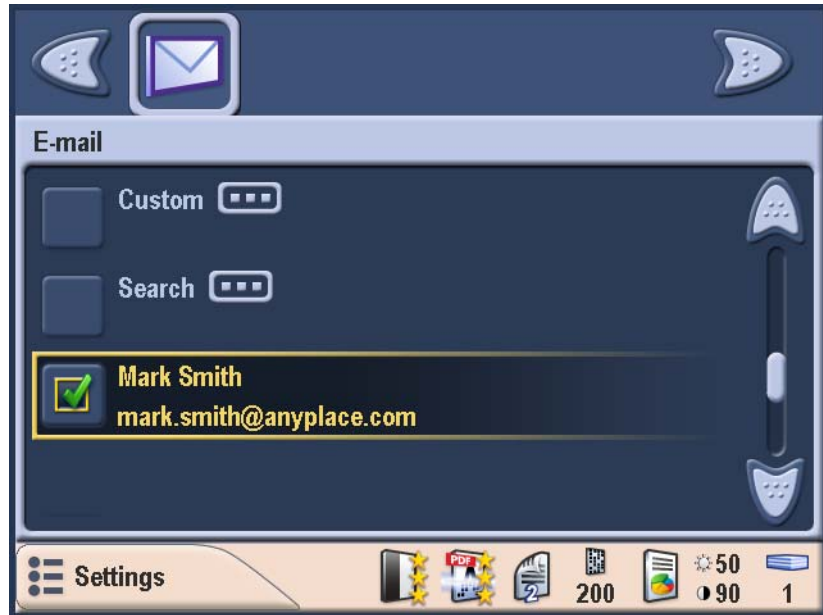 E-mail
Custom
Search
Mark Smith
mark.smith@anyplace.com
Settings
PDF
2
200
50
90
1